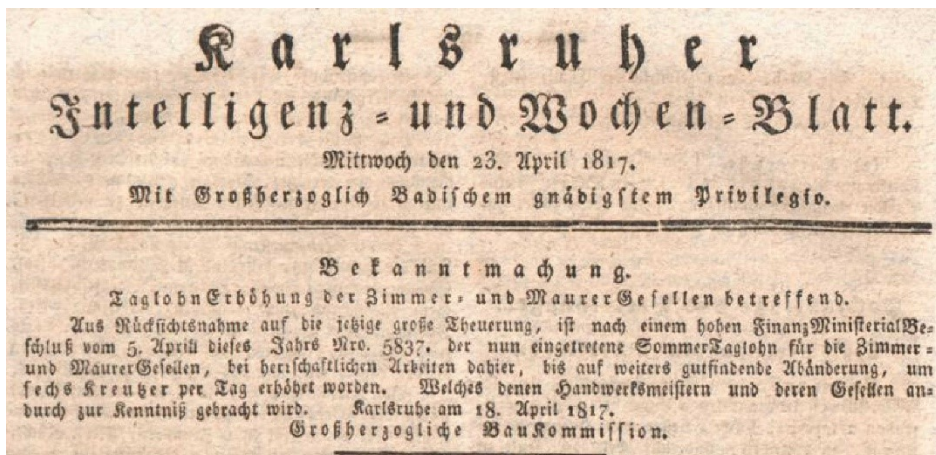 Karlsruher
Intelligenz- und Wochen-Blatt.
Mittwoch den 23. April 1817.
Mit Großherzoglich Badischem gnädigstem Privilegio.
Bekanntmachung.
TaglohnErhöhung der Zimmer- und MaurerGesellen betreffend.
Aus Rücksichtsnahme auf die jetzige große Theuerung, ist nach einem hohen FinanzMinisterialBe-
schluß vom 5. Aprill dieses Jahrs Nro. 5837. der nun eingetretene SommerTaglohn für die Zimmer-
und MaurerGesellen, bei herschaftlichen Arbeiten dahier, bis auf weiters gutfindende Abänderung, um
sechs Kreutzer per Tag erhöhet worden. Welches denen Handwerksmeistern und deren Gesellen an-
durch zur Kenntniß gebracht wird. Karlsruhe am 18. April 1817.
Großherzogliche BauKommission.